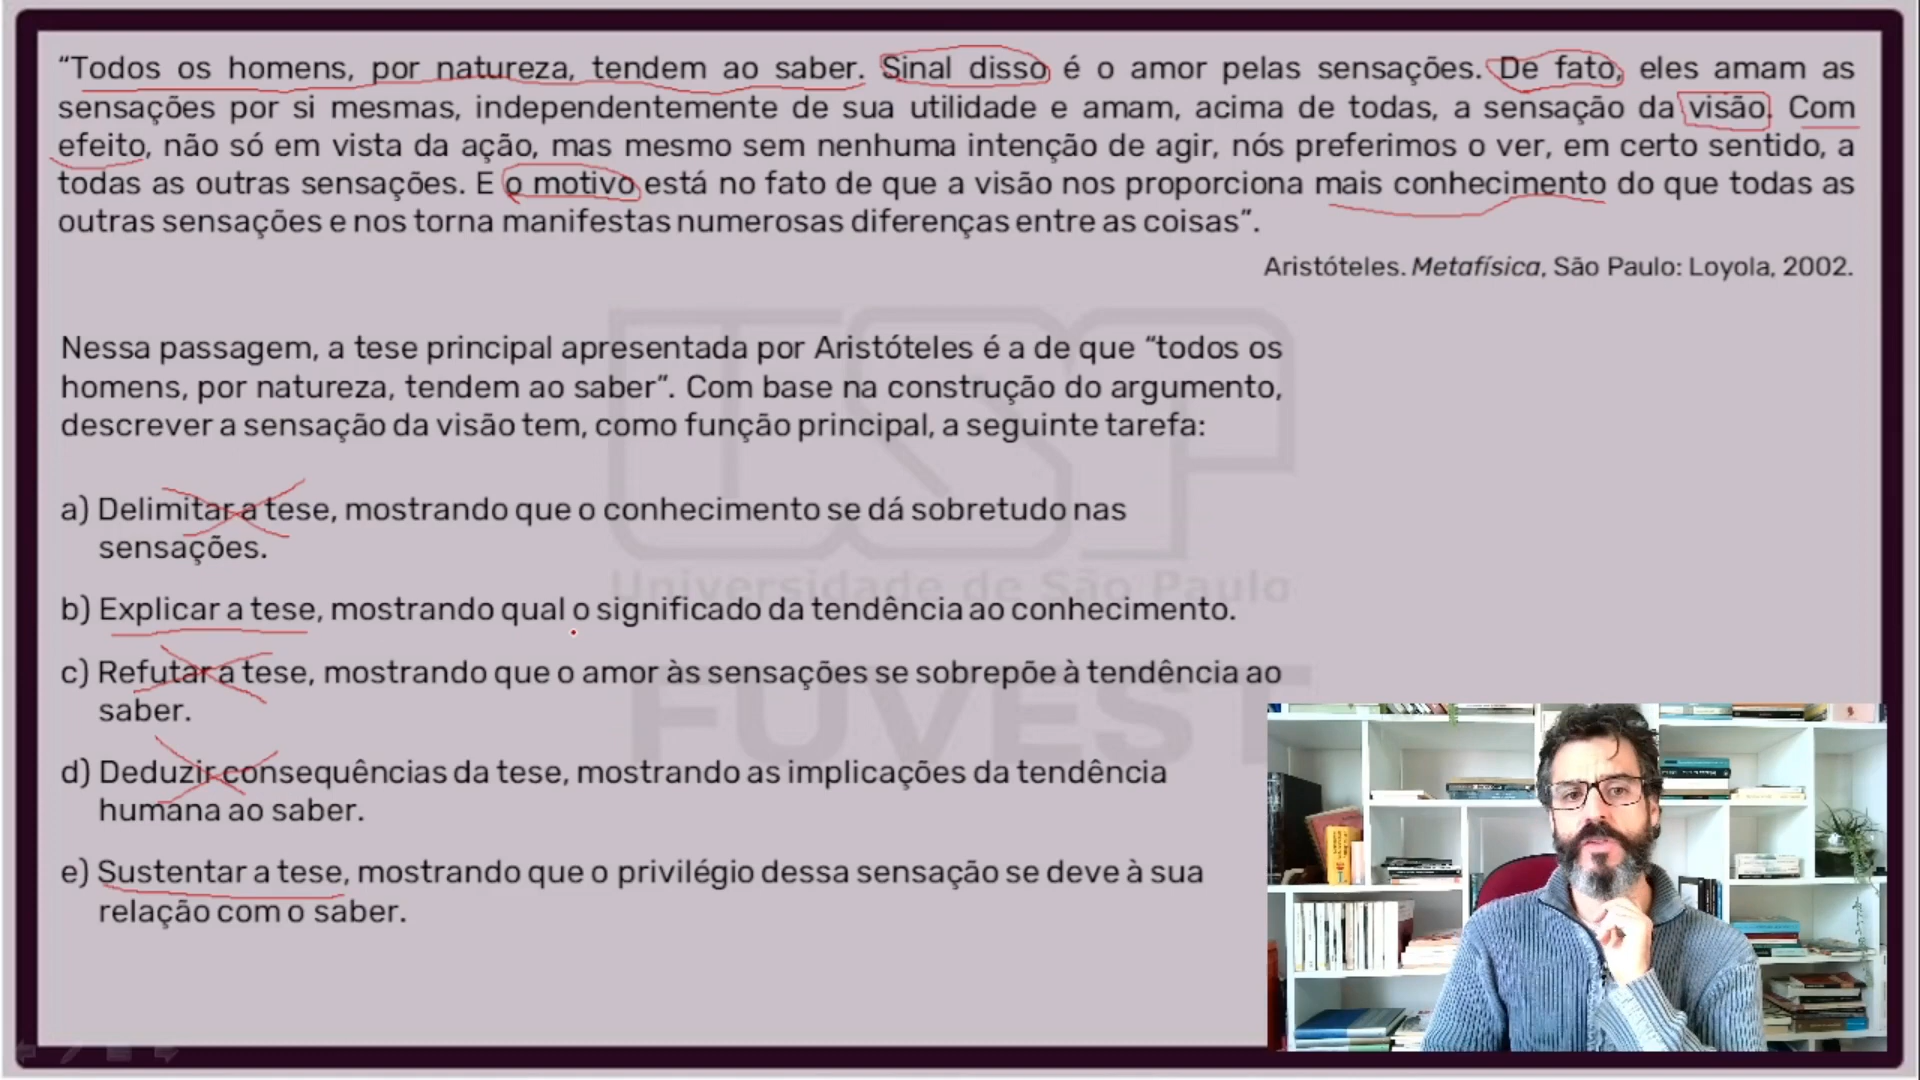 “Todos os homens, por natureza, tendem ao saber. Sinal disso é o amor pelas sensações. De fato, eles amam as
sensações por si mesmas, independentemente de sua utilidade e amam, acima de todas, a sensação da visão. Com
efeito, não só em vista da ação, mas mesmo sem nenhuma intenção de agir, nós preferimos o ver, em certo sentido, a
todas as outras sensações. E o motivo está no fato de que a visão nos proporciona mais conhecimento do que todas as
outras sensações e nos torna manifestas numerosas diferenças entre as coisas”.
Aristóteles. Metafísica, São Paulo: Loyola, 2002.
Nessa passagem, a tese principal apresentada por Aristóteles é a de que “todos os
homens, por natureza, tendem ao saber”. Com base na construção do argumento,
descrever a sensação da visão tem, como função principal, a seguinte tarefa:
a) Delimitar a tese, mostrando que o conhecimento se dá sobretudo nas
sensações.
b) Explicar a tese, mostrando qual o significado da tendência ao conhecimento.
c) Refutar a tese, mostrando que o amor às sensações se sobrepõe à tendência ao
saber.
d) Deduzir consequências da tese, mostrando as implicações da tendência
humana ao saber.
e) Sustentar a tese, mostrando que o privilégio dessa sensação se deve à sua
relação com o saber.
USP
Universidade de São Paulo
FUVEST